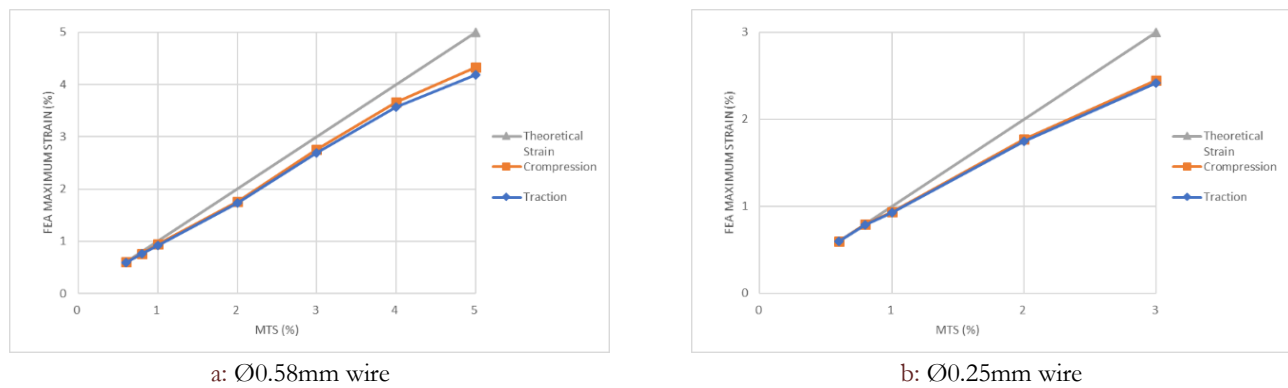 5
4
3
2
1
0
FEA MAXIMUM STRAIN (%)
0 1 2 3 4 5
MTS (%)
Theoretical
Strain
Crompression
Traction
a: Ø0.58mm wire
3
2
1
0
FEA MAXIMUM STRAIN (%)
0 1 2 3
MTS (%)
Theoretical
Strain
Crompression
Traction
b: Ø0.25mm wire